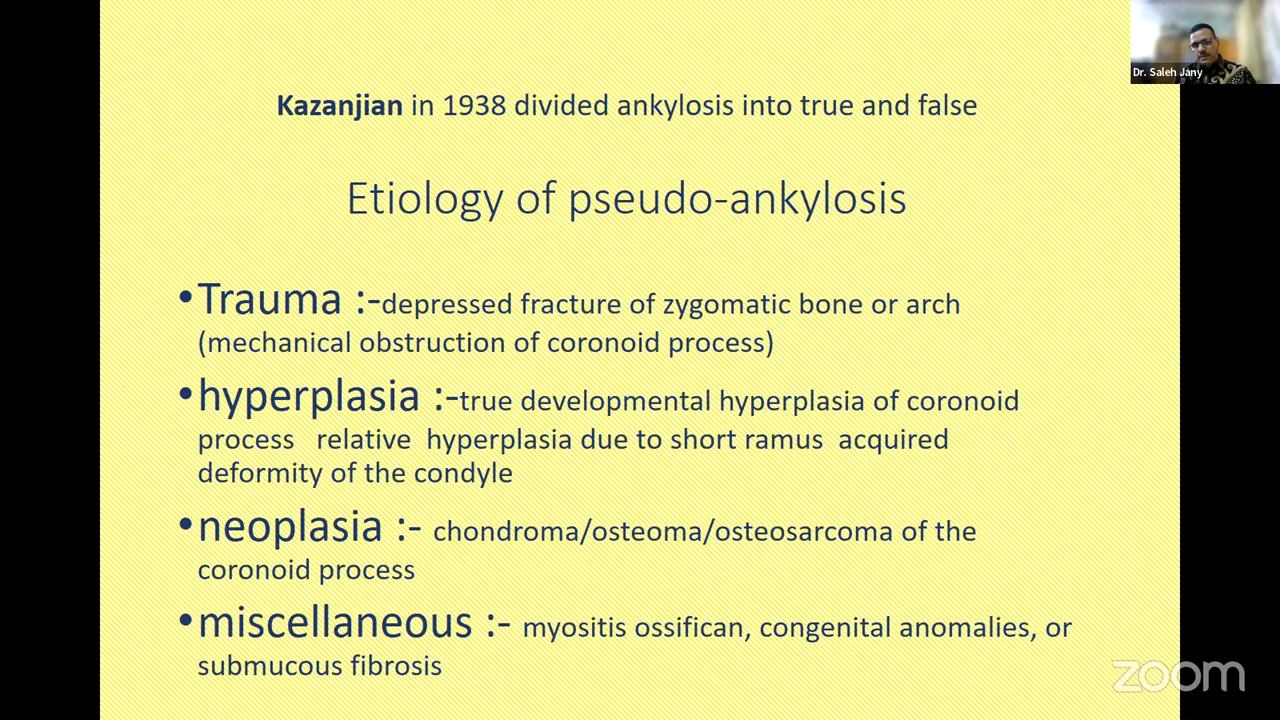 Dr. Saleh Jany
Kazanjian in 1938 divided ankylosis into true and false
Etiology of pseudo-ankylosis
•Trauma :-depressed fracture of zygomatic bone or arch
(mechanical obstruction of coronoid process)
•hyperplasia :-true developmental hyperplasia of coronoid
process relative hyperplasia due to short ramus acquired
deformity of the condyle
•neoplasia :- chondroma/osteoma/osteosarcoma of the
coronoid process
•miscellaneous :- myositis ossifican, congenital anomalies, or
submucous fibrosis
zoom